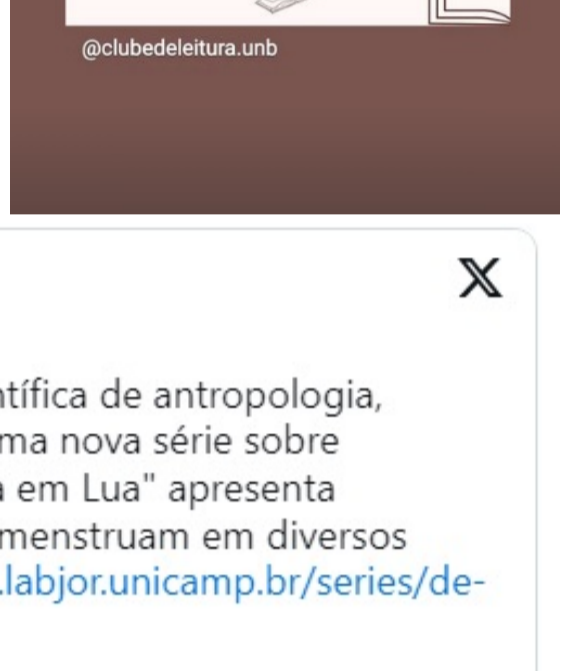 @clubedeleitura.unb
ntífica de antropologia,
ma nova série sobre
a em Lua" apresenta
menstruam em diversos
.labjor.unicamp.br/series/de-